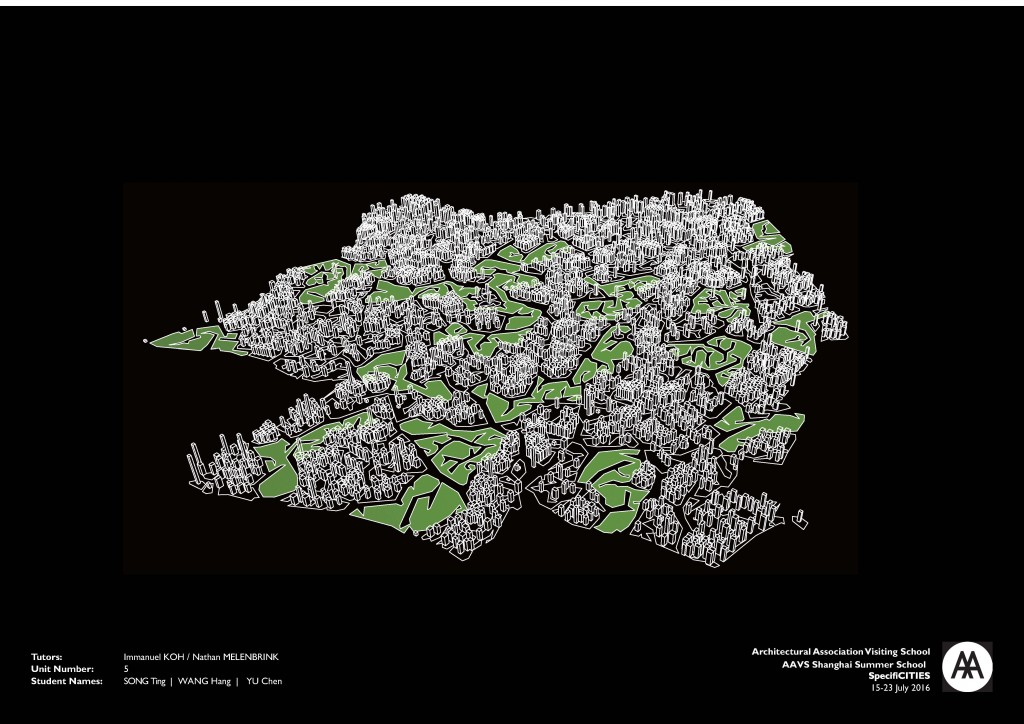 Tutors: Immanuel KOH / Nathan MELENBRINK
Unit Number: 5
Student Names: SONG Ting | WANG Hang | YU Chen
Architectural Association Visiting School
AAVS Shanghai Summer School
SpecifiCITIES
15-23 July 2016
AA